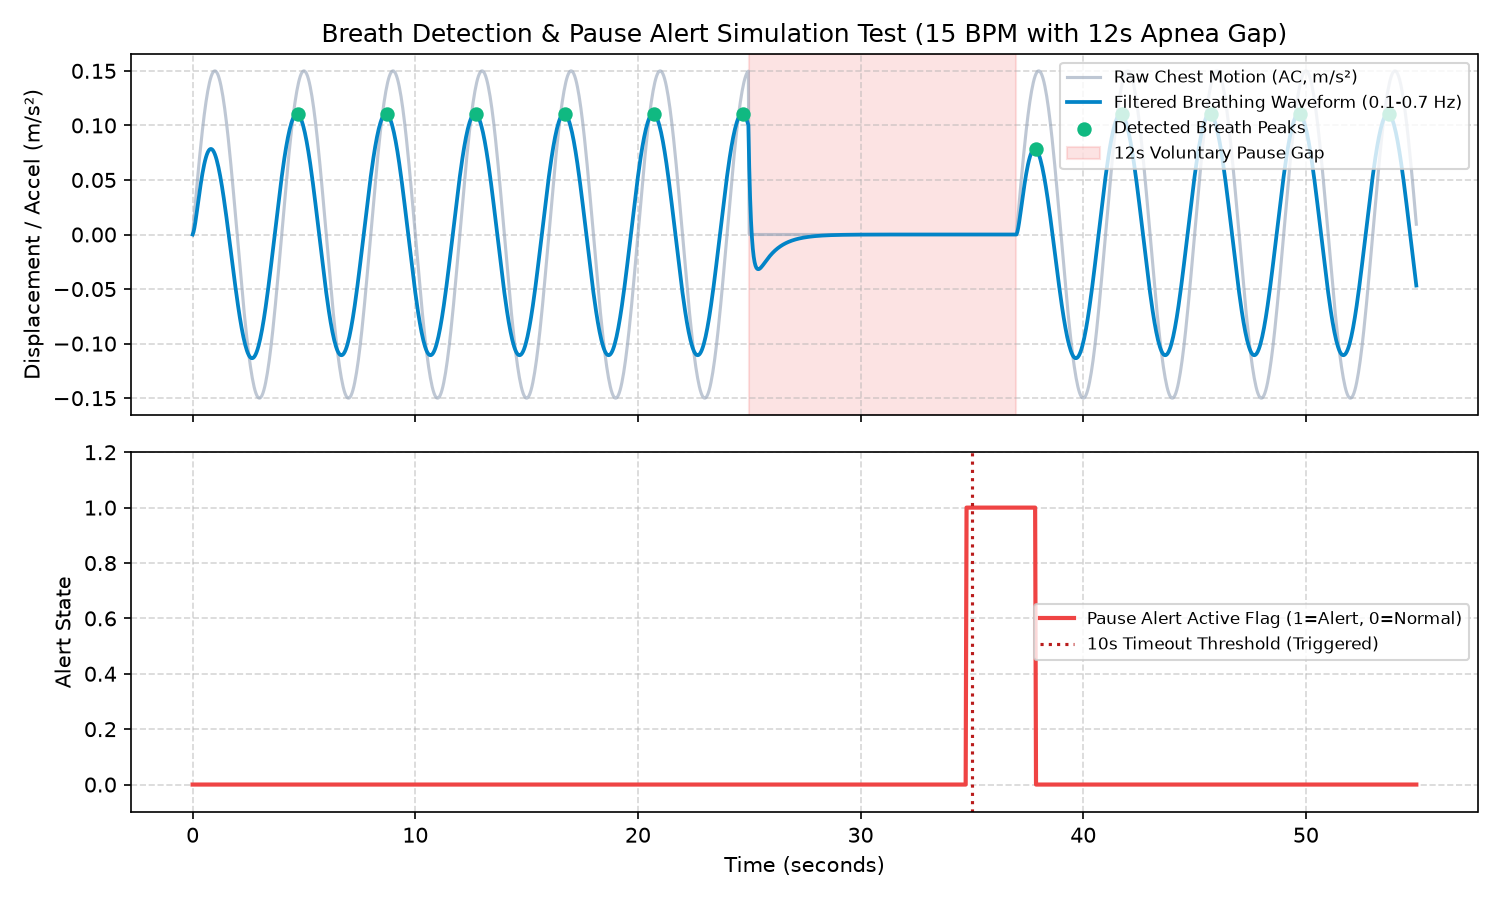 Breath Detection & Pause Alert Simulation Test (15 BPM with 12s Apnea Gap)
Displacement / Accel (m/s²)
0.15
0.10
0.05
0.00
−0.05
−0.10
−0.15
Raw Chest Motion (AC, m/s²)
Filtered Breathing Waveform (0.1-0.7 Hz)
Detected Breath Peaks
12s Voluntary Pause Gap
Alert State
1.2
1.0
0.8
0.6
0.4
0.2
0.0
Pause Alert Active Flag (1=Alert, 0=Normal)
10s Timeout Threshold (Triggered)
0 10 20 30 40 50
Time (seconds)